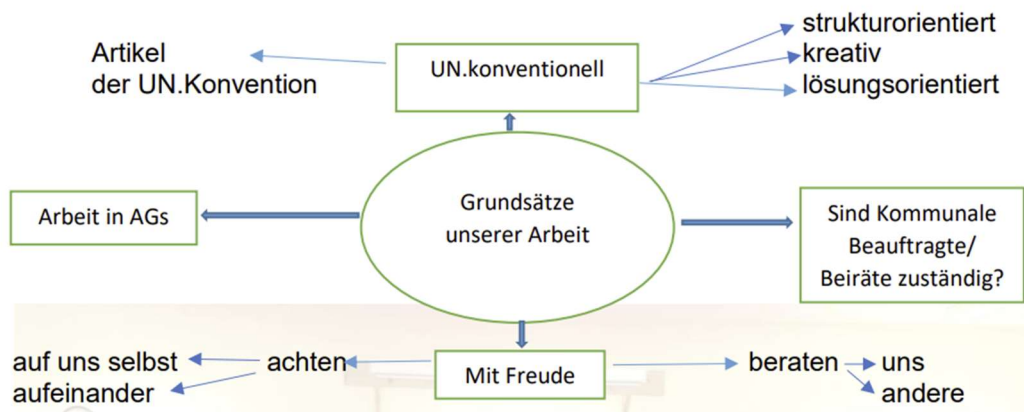 strukturorientiert
Artikel
der UN.Konvention
UN.konventionell
kreativ
lösungsorientiert
Arbeit in AGs
Grundsätze
unserer Arbeit
Sind Kommunale
Beauftragte/
Beiräte zuständig?
auf uns selbst
aufeinander
achten
Mit Freude
beraten
uns
andere